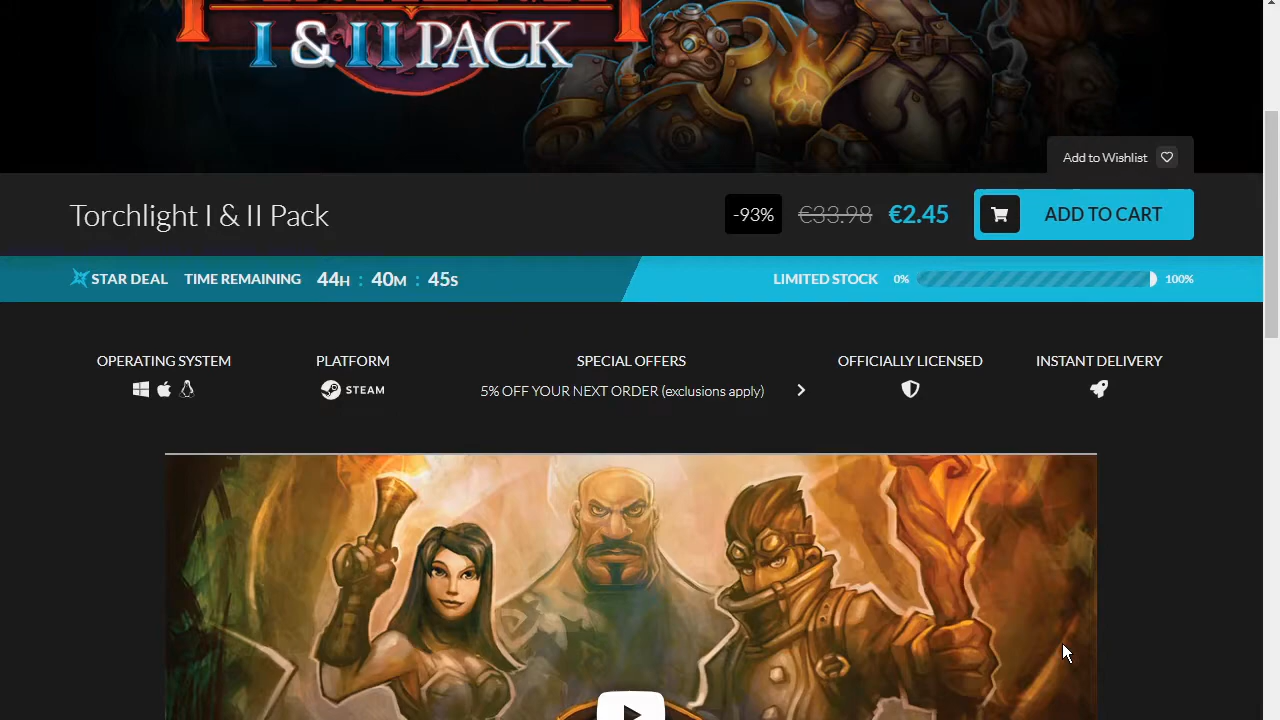 I & II PACK
Add to Wishlist
Torchlight I & II Pack
-93% €33.98 €2.45 ADD TO CART
STAR DEAL TIME REMAINING 44H : 40M : 45S LIMITED STOCK 0% 100%
OPERATING SYSTEM PLATFORM SPECIAL OFFERS OFFICIALLY LICENSED INSTANT DELIVERY
STEAM 5% OFF YOUR NEXT ORDER (exclusions apply)